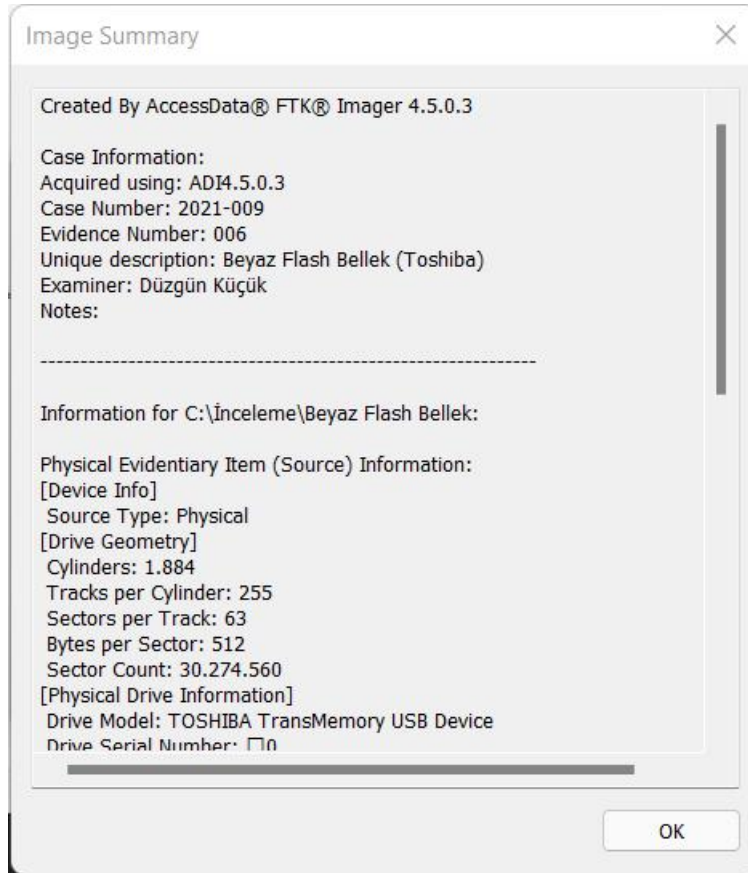 Image Summary
Created By AccessData® FTK® Imager 4.5.0.3
Case Information:
Acquired using: ADI4.5.0.3
Case Number: 2021-009
Evidence Number: 006
Unique description: Beyaz Flash Bellek (Toshiba)
Examiner: Düzgün Küçük
Notes:
--------------------------------------------------------------
Information for C:\İnceleme\Beyaz Flash Bellek:
Physical Evidentiary Item (Source) Information:
[Device Info]
Source Type: Physical
[Drive Geometry]
Cylinders: 1.884
Tracks per Cylinder: 255
Sectors per Track: 63
Bytes per Sector: 512
Sector Count: 30.274.560
[Physical Drive Information]
Drive Model: TOSHIBA TransMemory USB Device
Drive Serial Number: □0
OK